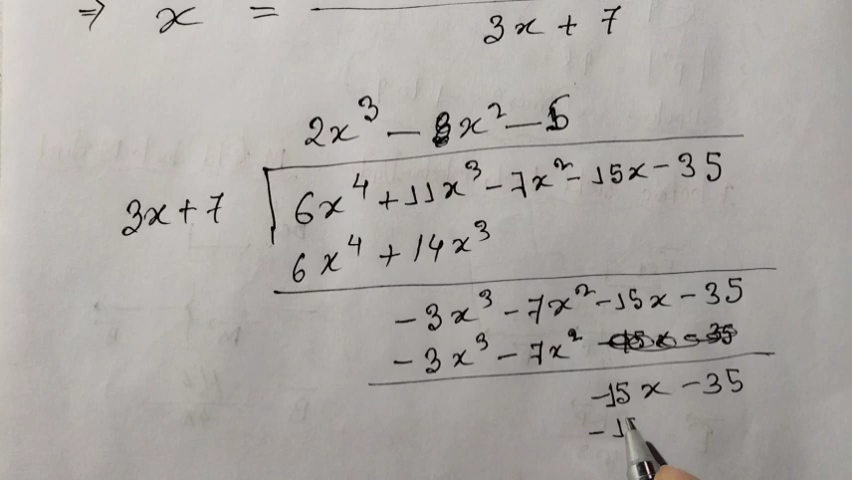 ⇒ x =
3x + 7
2x³ - x² - 5
3x + 7 6x⁴ + 11x³ - 7x² - 15x - 35
6x⁴ + 14x³
-3x³ - 7x² - 15x - 35
-3x³ - 7x²
-15x - 35